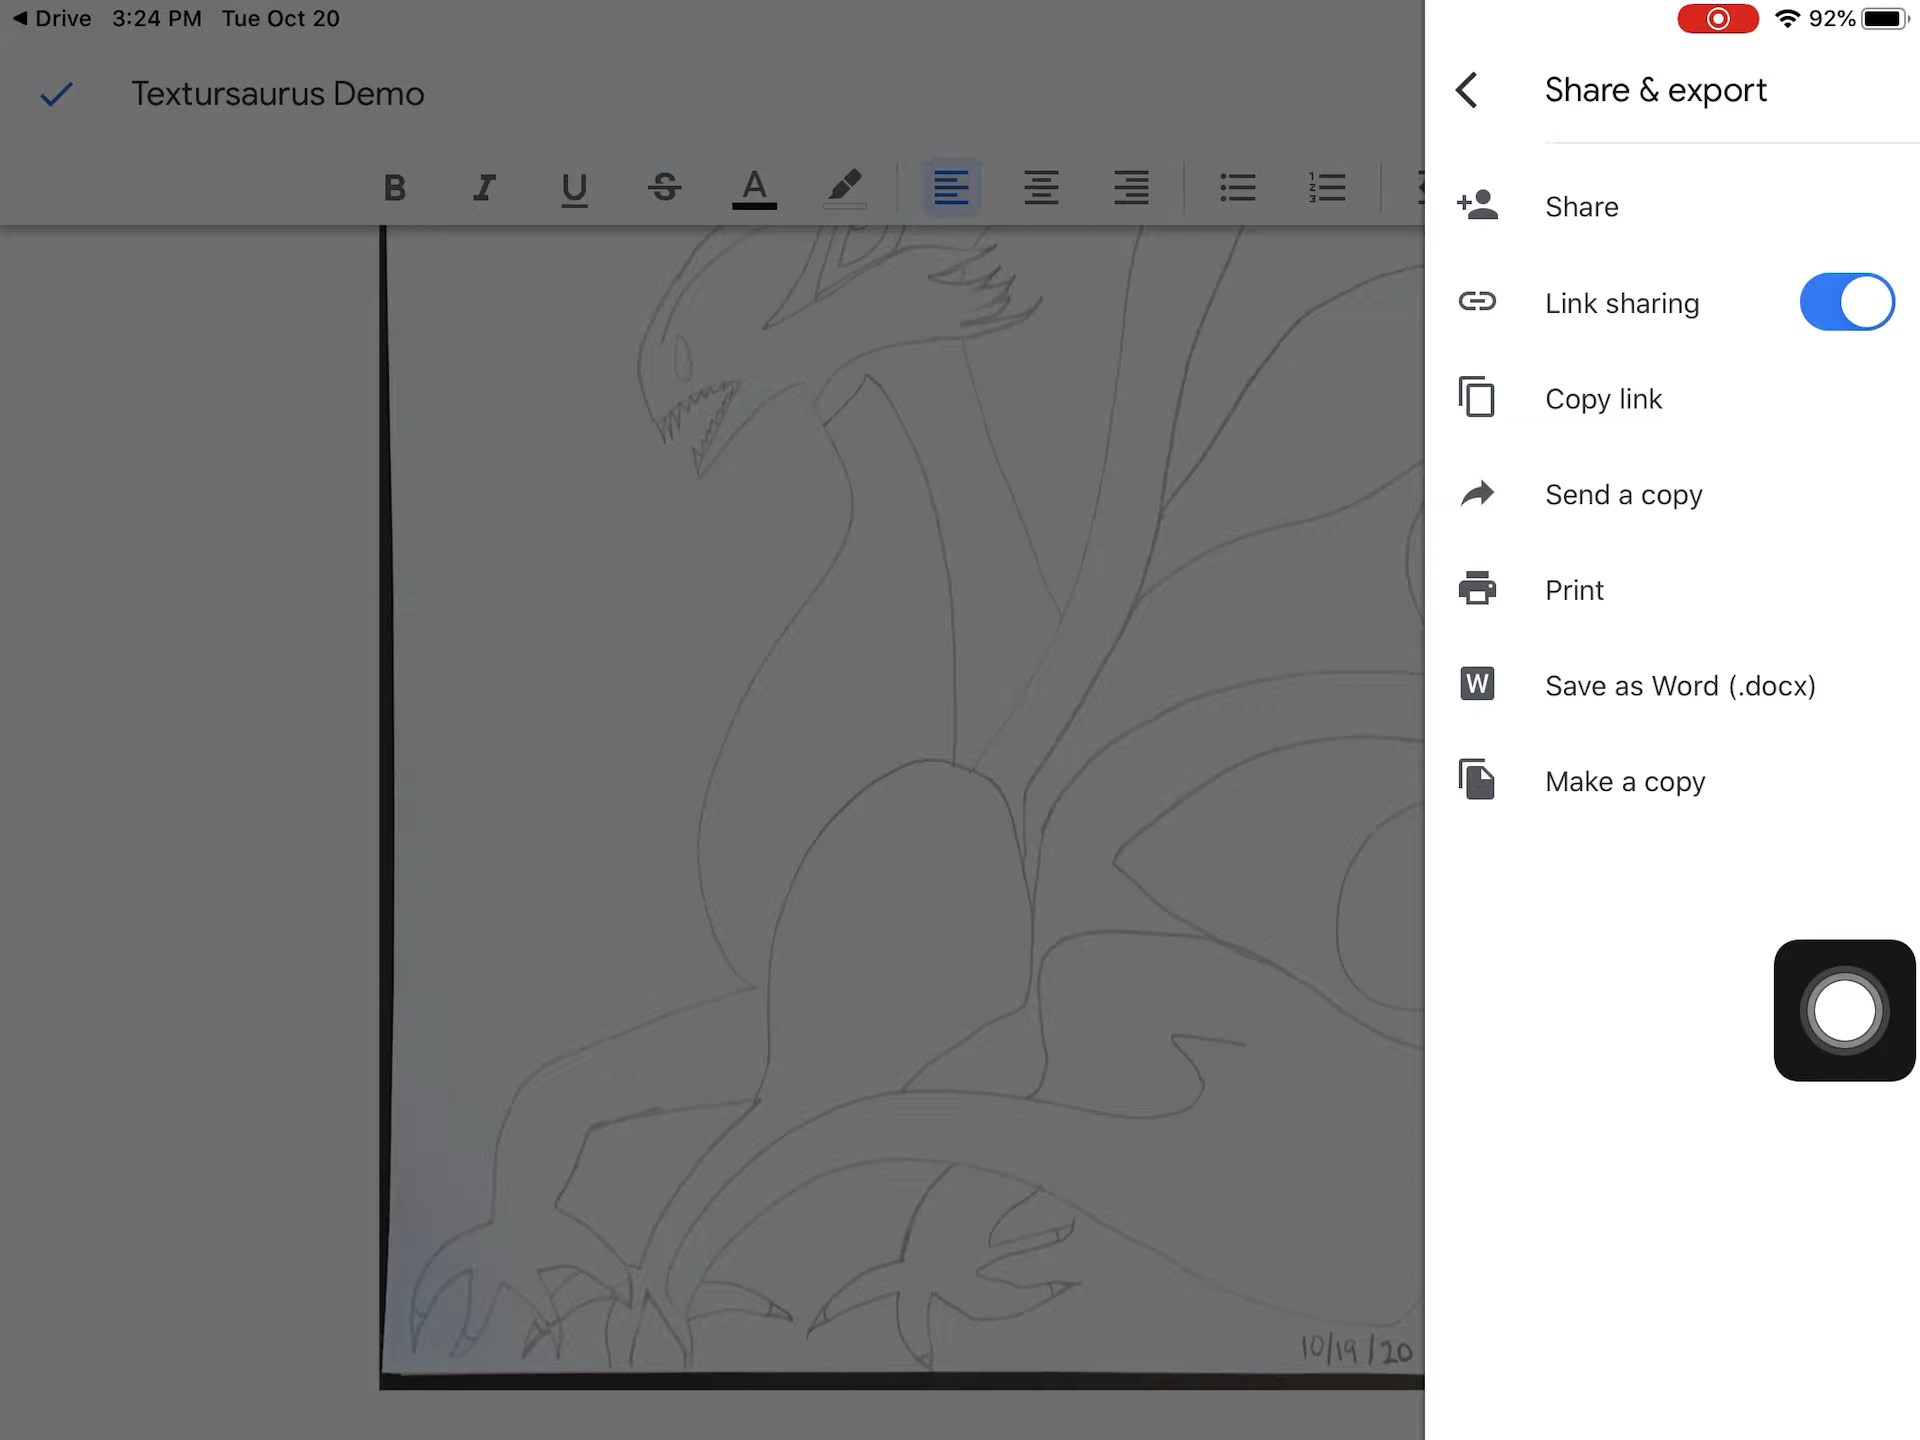 ◀ Drive 3:24 PM Tue Oct 20
92%
Textursaurus Demo
B I U S A
Share & export
Share
Link sharing
Copy link
Send a copy
Print
W Save as Word (.docx)
Make a copy
10/19/20